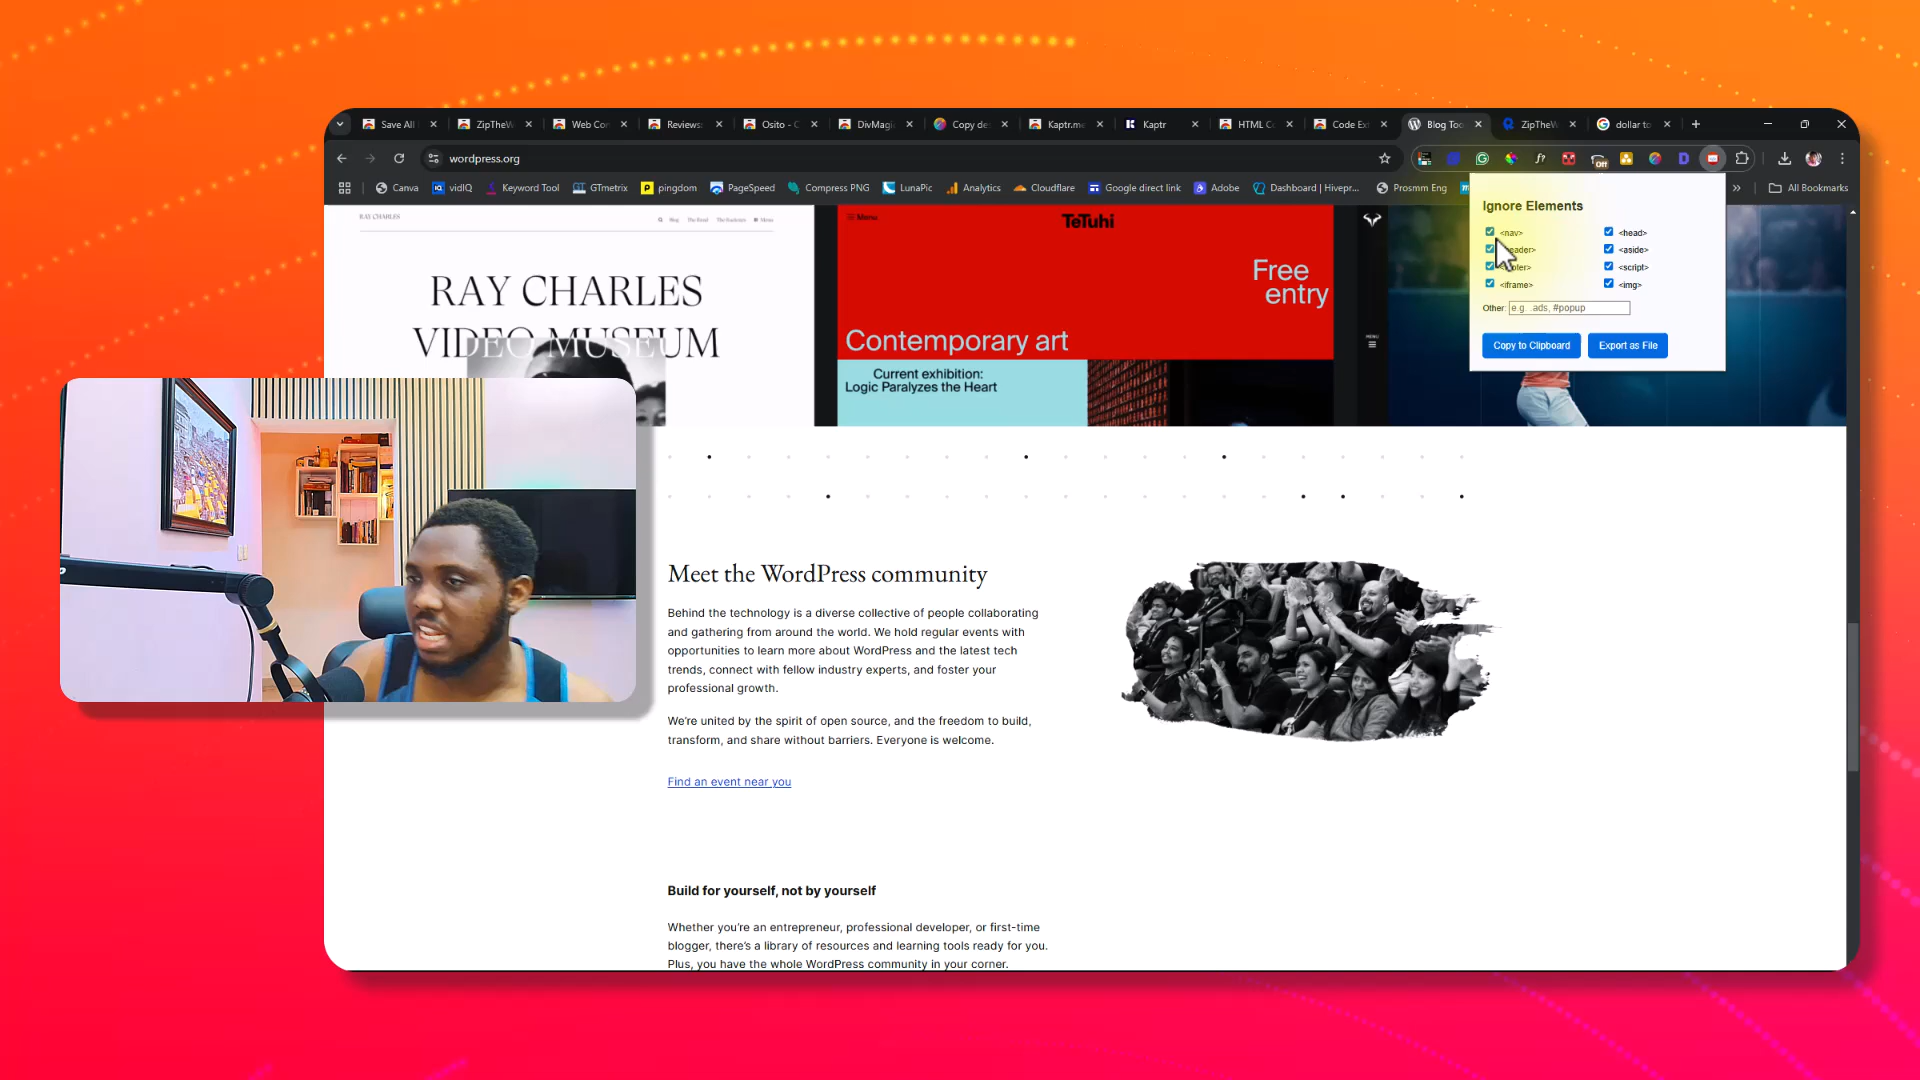 Save All
ZipTheW
Web Cor
Reviews:
Osito - C
DivMagi
Copy de
Kaptr.me
Kaptr
HTML C
Code Ex
Blog Too
ZipTheW
dollar to
wordpress.org
Off
Canva
vidIQ
Keyword Tool
GTmetrix
pingdom
PageSpeed
Compress PNG
LunaPic
Analytics
Cloudflare
Google direct link
Adobe
Dashboard | Hivepr...
Prosmm Eng
All Bookmarks
RAY CHARLES
Blog
Menu
RAY CHARLES
VIDEO MUSEUM
Menu
TeTuhi
Free
entry
Contemporary art
Current exhibition:
Logic Paralyzes the Heart
MENU
Ignore Elements
<nav>
<head>
<aside>
<script>
<iframe>
<img>
Other: e.g. .ads, #popup
Copy to Clipboard
Export as File
Meet the WordPress community
Behind the technology is a diverse collective of people collaborating
and gathering from around the world. We hold regular events with
opportunities to learn more about WordPress and the latest tech
trends, connect with fellow industry experts, and foster your
professional growth.
We're united by the spirit of open source, and the freedom to build,
transform, and share without barriers. Everyone is welcome.
Find an event near you
Build for yourself, not by yourself
Whether you're an entrepreneur, professional developer, or first-time
blogger, there's a library of resources and learning tools ready for you.
Plus, you have the whole WordPress community in your corner.